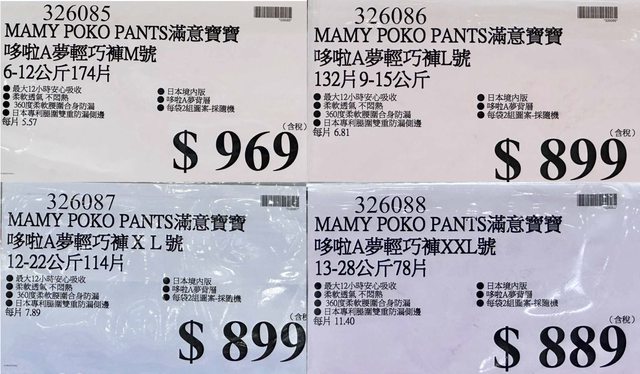 326085
MAMY POKO PANTS滿意寶寶
哆啦A夢輕巧褲M號
6-12公斤174片
● 最大12小時安心吸收
● 柔軟透氣 不悶熱
● 360度柔軟腰圍合身防漏
● 日本專利腿圍雙重防漏側邊
每片 5.57
● 日本境內版
● 哆啦A夢背層
● 每袋2組圖案-採隨機
(含稅)
$ 969
326086
MAMY POKO PANTS滿意寶寶
哆啦A夢輕巧褲L號
132片9-15公斤
● 最大12小時安心吸收
● 柔軟透氣 不悶熱
● 360度柔軟腰圍合身防漏
● 日本專利腿圍雙重防漏側邊
每片 6.81
● 日本境內版
● 哆啦A夢背層
● 每袋2組圖案-採隨機
(含稅)
$ 899
326087
MAMY POKO PANTS滿意寶寶
哆啦A夢輕巧褲ＸＬ號
12-22公斤114片
● 最大12小時安心吸收
● 柔軟透氣 不悶熱
● 360度柔軟腰圍合身防漏
● 日本專利腿圍雙重防漏側邊
每片 7.89
● 日本境內版
● 哆啦A夢背層
● 每袋2組圖案-採隨機
(含稅
$ 899
326088
MAMY POKO PANTS滿意寶寶
哆啦A夢輕巧褲XXL號
13-28公斤78片
● 最大12小時安心吸收
● 柔軟透氣 不悶熱
● 360度柔軟腰圍合身防漏
● 日本專利腿圍雙重防漏側邊
每片 11.40
● 日本境內版
● 哆啦A夢背層
● 每袋2組圖案-採隨機
(含稅)
$ 889